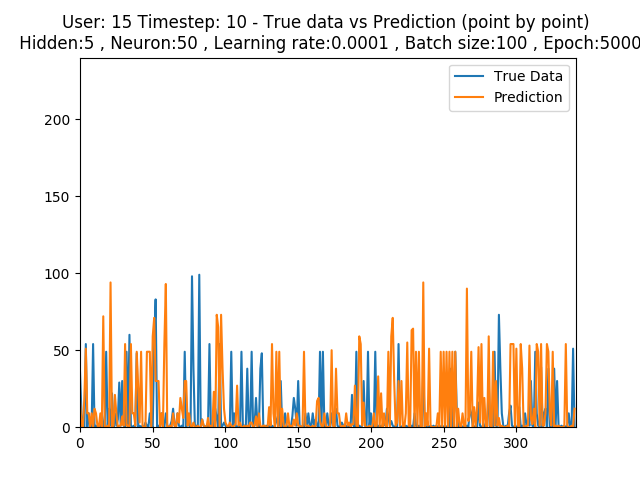 User: 15 Timestep: 10 - True data vs Prediction (point by point)
Hidden:5 , Neuron:50 , Learning rate:0.0001 , Batch size:100 , Epoch:5000
True Data
Prediction
200
150
100
50
0
0 50 100 150 200 250 300